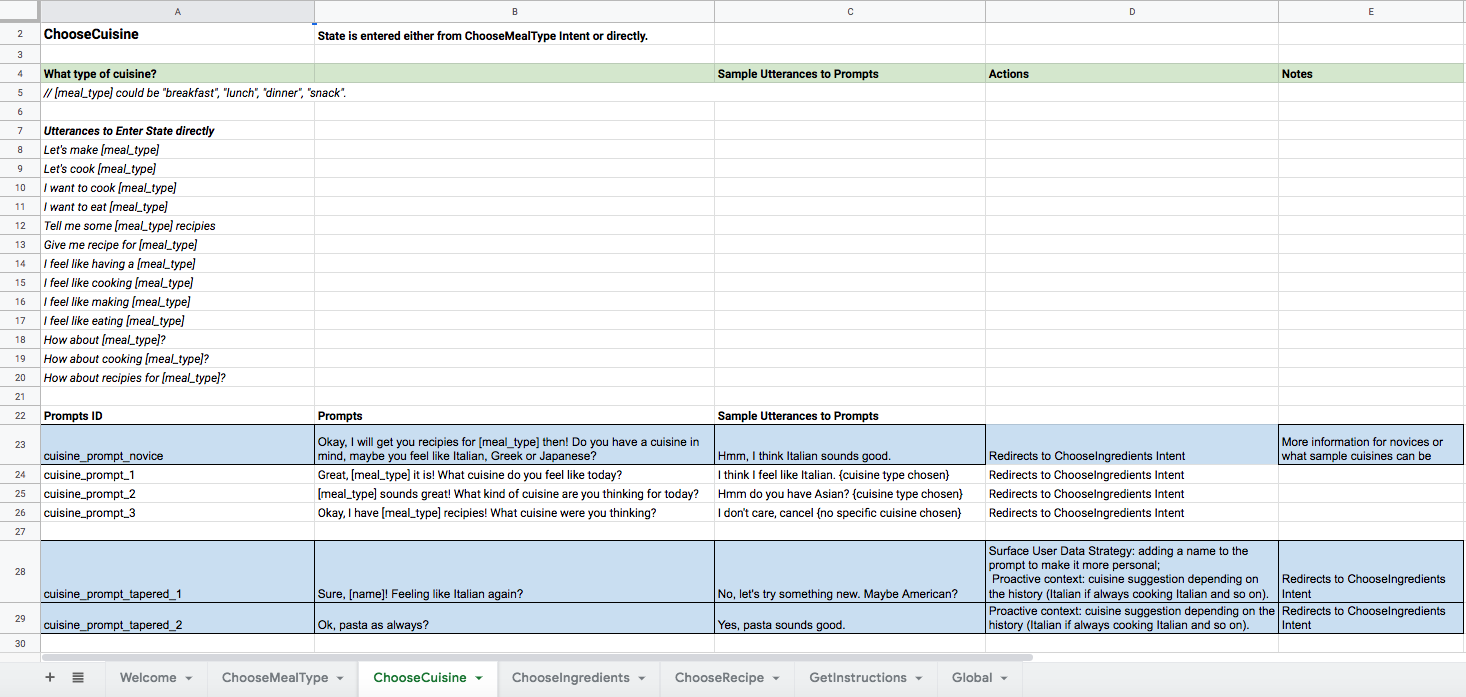 A B C D E
2 ChooseCuisine State is entered either from ChooseMealType Intent or directly.
3
4 What type of cuisine? Sample Utterances to Prompts Actions Notes
5 // [meal_type] could be "breakfast", "lunch", "dinner", "snack".
6
7 Utterances to Enter State directly
8 Let's make [meal_type]
9 Let's cook [meal_type]
10 I want to cook [meal_type]
11 I want to eat [meal_type]
12 Tell me some [meal_type] recipies
13 Give me recipe for [meal_type]
14 I feel like having a [meal_type]
15 I feel like cooking [meal_type]
16 I feel like making [meal_type]
17 I feel like eating [meal_type]
18 How about [meal_type]?
19 How about cooking [meal_type]?
20 How about recipies for [meal_type]?
21
22 Prompts ID Prompts Sample Utterances to Prompts
Okay, I will get you recipies for [meal_type] then! Do you have a cuisine in More information for novices or
23 cuisine_prompt_novice mind, maybe you feel like Italian, Greek or Japanese? Hmm, I think Italian sounds good. Redirects to ChooseIngredients Intent what sample cuisines can be
24 cuisine_prompt_1 Great, [meal_type] it is! What cuisine do you feel like today? I think I feel like Italian. {cuisine type chosen} Redirects to ChooseIngredients Intent
25 cuisine_prompt_2 [meal_type] sounds great! What kind of cuisine are you thinking for today? Hmm do you have Asian? {cuisine type chosen} Redirects to ChooseIngredients Intent
26 cuisine_prompt_3 Okay, I have [meal_type] recipies! What cuisine were you thinking? I don't care, cancel {no specific cuisine chosen} Redirects to ChooseIngredients Intent
27
Surface User Data Strategy: adding a name to the
prompt to make it more personal;
28 Proactive context: cuisine suggestion depending on Redirects to ChooseIngredients
cuisine_prompt_tapered_1 Sure, [name]! Feeling like Italian again? No, let's try something new. Maybe American? the history (Italian if always cooking Italian and so on). Intent
Proactive context: cuisine suggestion depending on the Redirects to ChooseIngredients
29 cuisine_prompt_tapered_2 Ok, pasta as always? Yes, pasta sounds good. history (Italian if always cooking Italian and so on). Intent
30
+ Welcome ChooseMealType ChooseCuisine ChooseIngredients ChooseRecipe GetInstructions Global